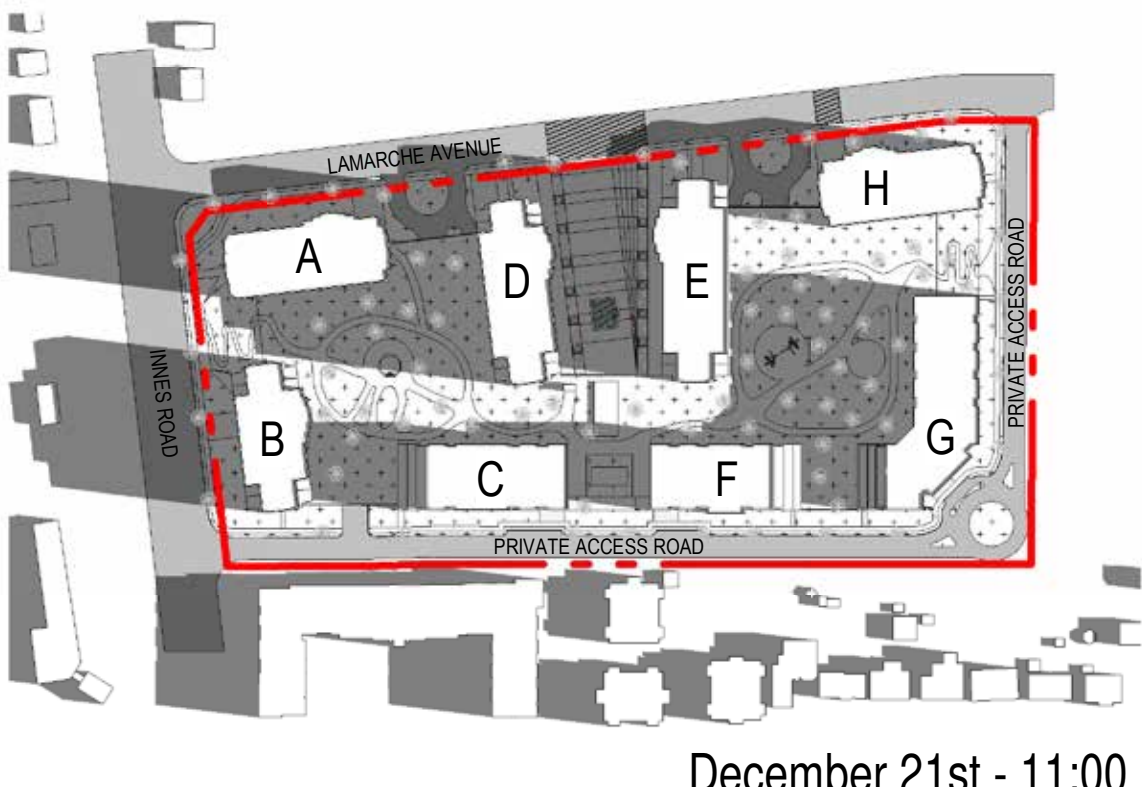 LAMARCHE AVENUE
H
A
D
E
PRIVATE ACCESS ROAD
INNES ROAD
B
C
F
G
PRIVATE ACCESS ROAD
December 21st - 11:00